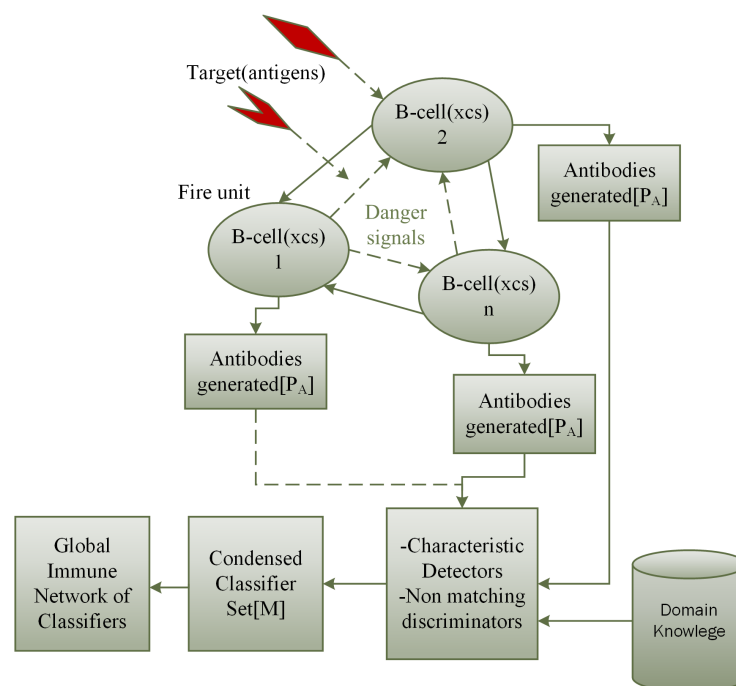 Target(antigens)
B-cell(xcs)
2
Antibodies
generated[PA]
Fire unit
Danger
signals
B-cell(xcs)
1
B-cell(xcs)
n
Antibodies
generated[PA]
Antibodies
generated[PA]
Global
Immune
Network of
Classifiers
Condensed
Classifier
Set[M]
-Characteristic
Detectors
-Non matching
discriminators
Domain
Knowlege